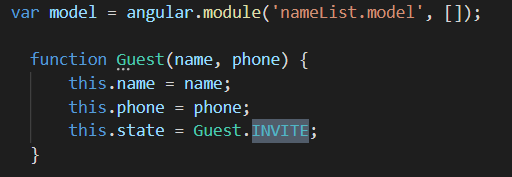 var model = angular.module('nameList.model', []);
function Guest(name, phone) {
this.name = name;
this.phone = phone;
this.state = Guest.INVITE;
}